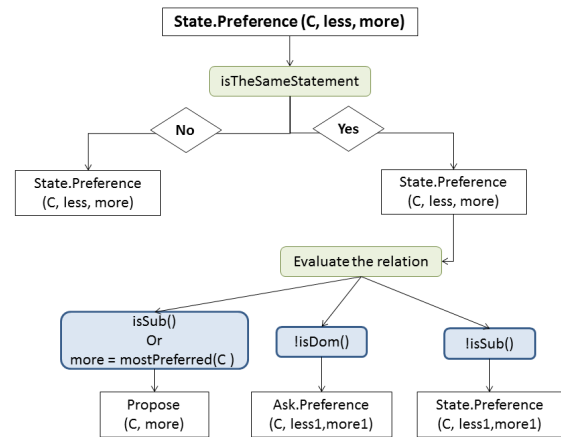 State.Preference (C, less, more)
isTheSameStatement
No
Yes
State.Preference
(C, less, more)
State.Preference
(C, less, more)
Evaluate the relation
isSub()
Or
more = mostPreferred(C )
!isDom()
!isSub()
Propose
(C, more)
Ask.Preference
(C, less1,more1)
State.Preference
(C, less1,more1)